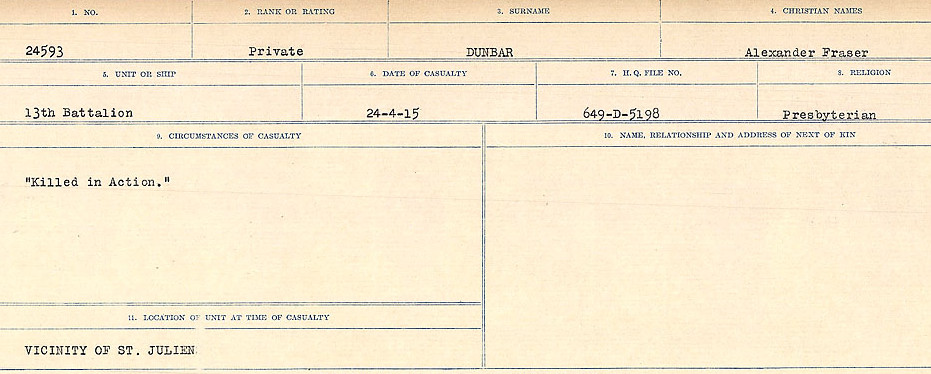 1. NO. 2. RANK OR RATING 3. SURNAME 4. CHRISTIAN NAMES
24593 Private DUNBAR Alexander Fraser
5. UNIT OR SHIP 6. DATE OF CASUALTY 7. H.Q. FILE NO. 8. RELIGION
13th Battalion 24-4-15 649-D-5198 Presbyterian
9. CIRCUMSTANCES OF CASUALTY 10. NAME, RELATIONSHIP AND ADDRESS OF NEXT OF KIN
"Killed in Action."
11. LOCATION OF UNIT AT TIME OF CASUALTY
VICINITY OF ST. JULIEN